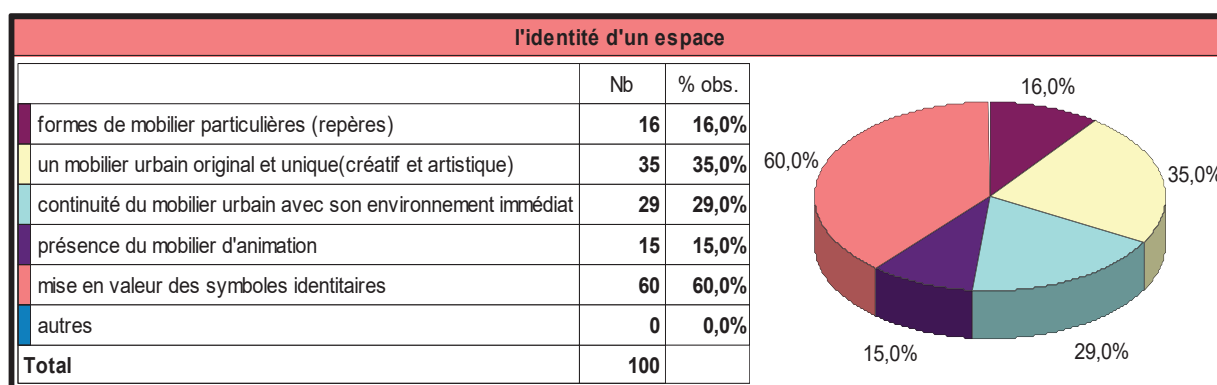 l'identité d'un espace
Nb % obs.
formes de mobilier particulières (repères) 16 16,0%
un mobilier urbain original et unique(créatif et artistique) 35 35,0%
continuité du mobilier urbain avec son environnement immédiat 29 29,0%
présence du mobilier d'animation 15 15,0%
mise en valeur des symboles identitaires 60 60,0%
autres 0 0,0%
Total 100
16,0%
60,0%
35,0%
15,0%
29,0%